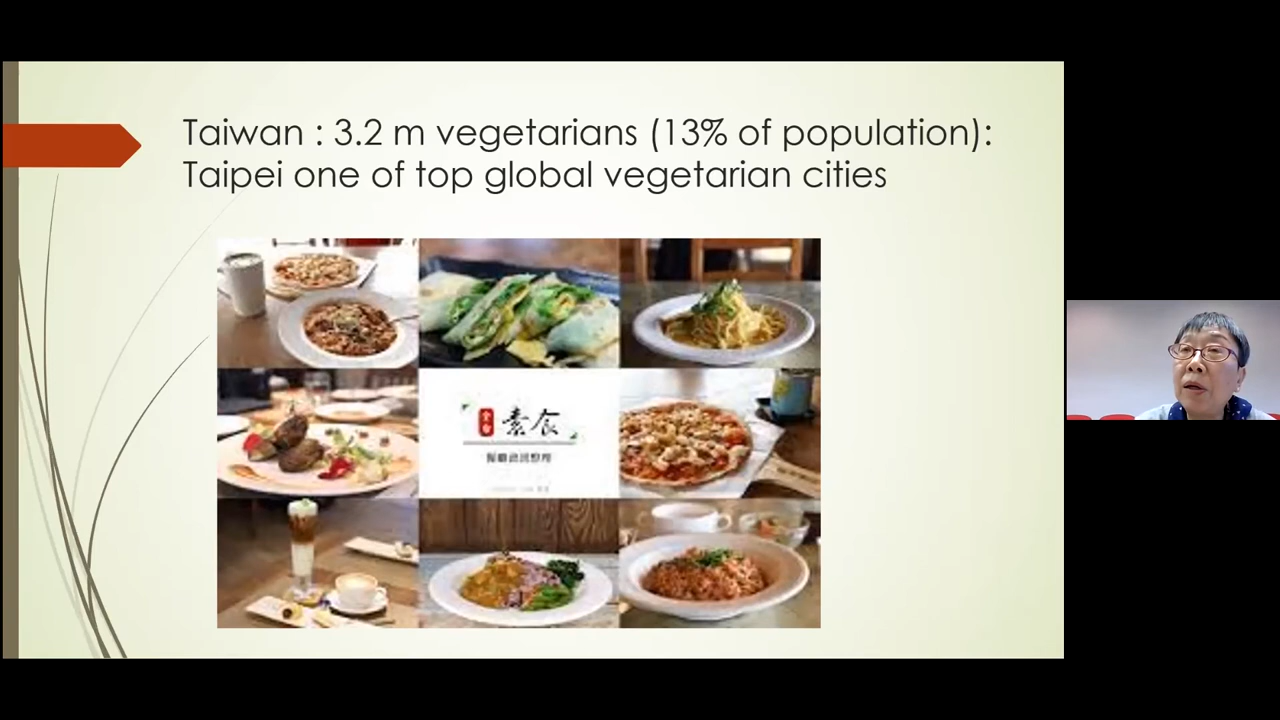 Taiwan : 3.2 m vegetarians (13% of population):
Taipei one of top global vegetarian cities
素食